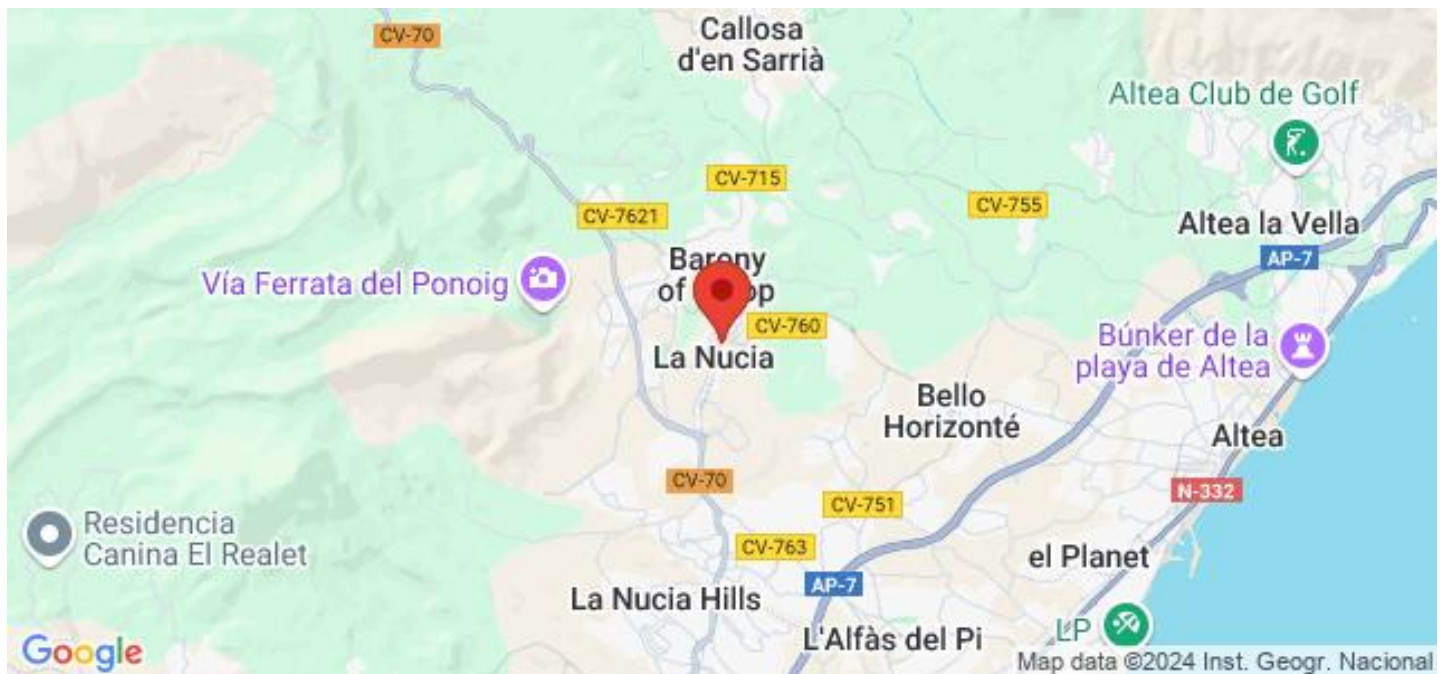 CV-70
Callosa
d'en Sarrià
Altea Club de Golf
CV-715
CV-7621
CV-755
Altea la Vella
AP-7
Barony
of
Vía Ferrata del Ponoig
CV-760
La Nucia
Búnker de la
playa de Altea
Bello
Horizonté
Altea
CV-70
N-332
CV-751
Residencia
Canina El Realet
CV-763
el Planet
AP-7
La Nucia Hills
L'Alfàs del Pi
LP
Google
Map data ©2024 Inst. Geogr. Nacional